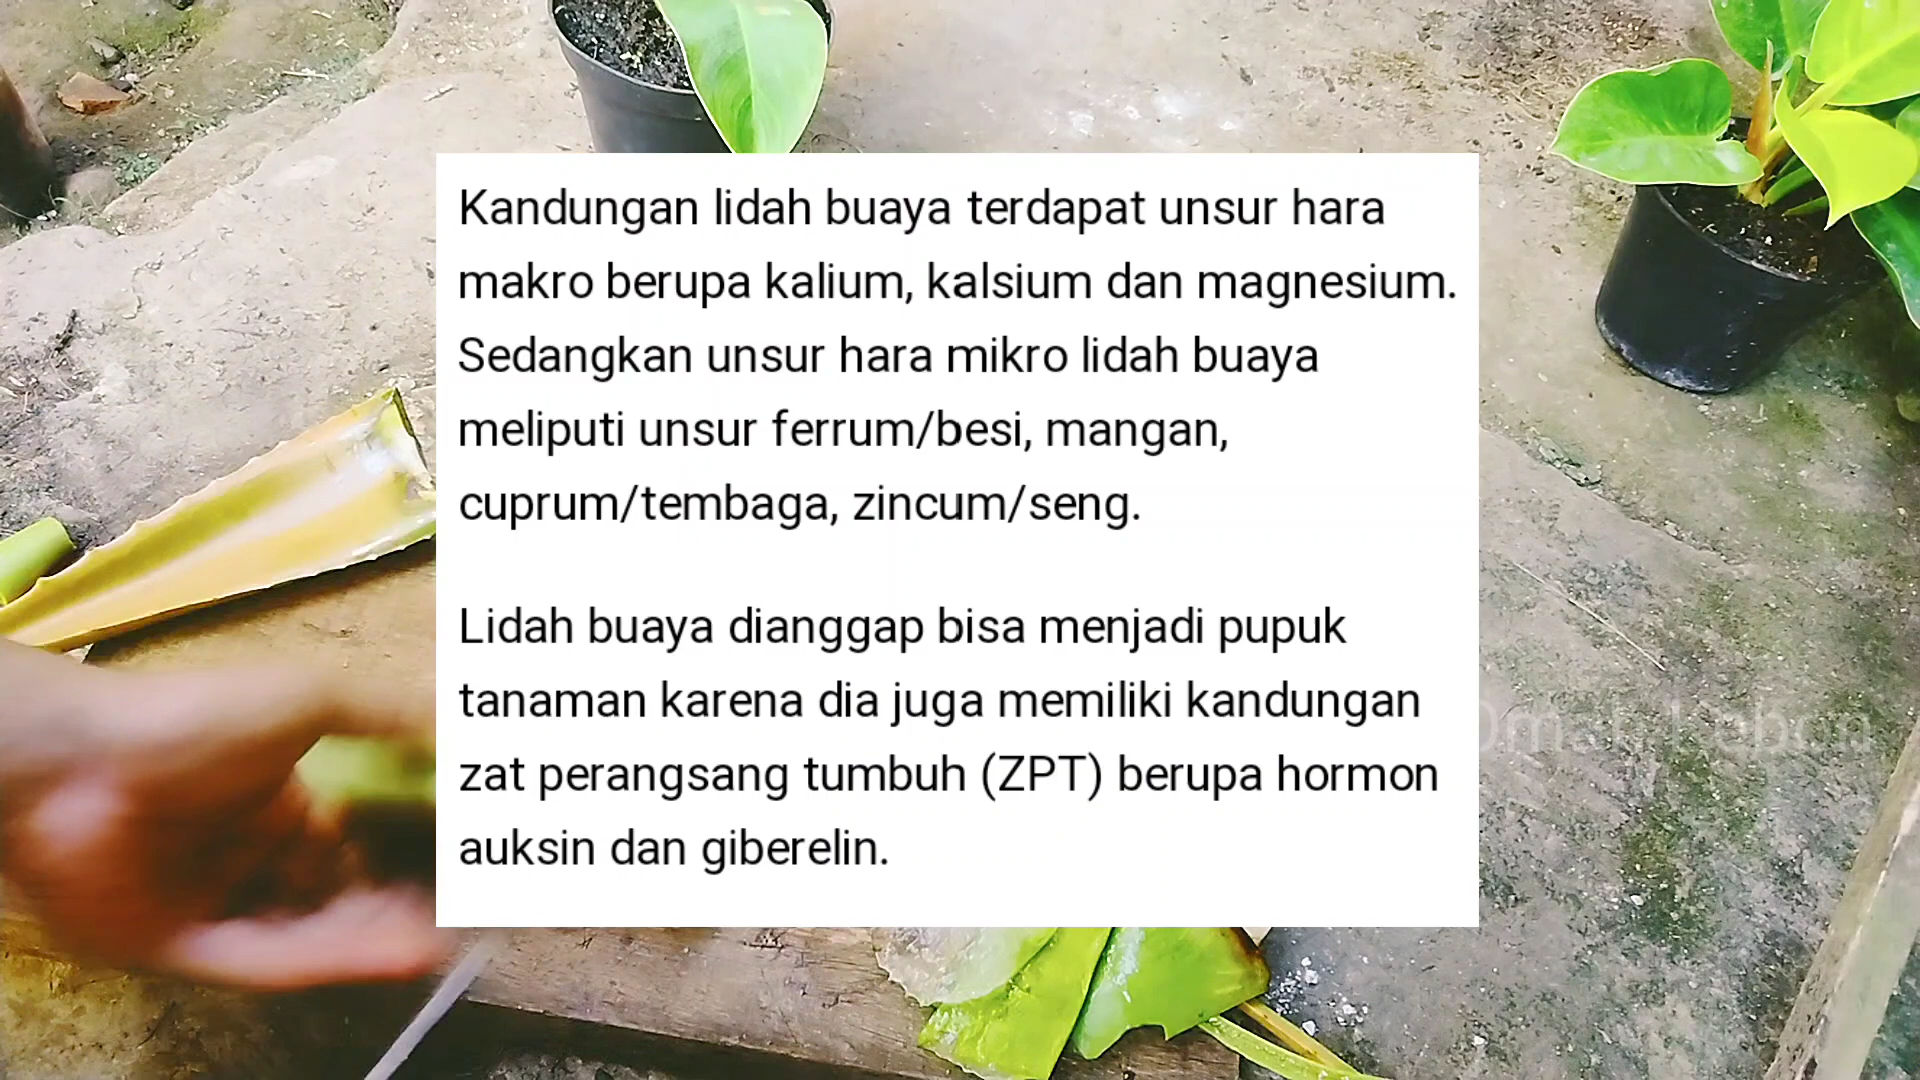 Kandungan lidah buaya terdapat unsur hara
makro berupa kalium, kalsium dan magnesium.
Sedangkan unsur hara mikro lidah buaya
meliputi unsur ferrum/besi, mangan,
cuprum/tembaga, zincum/seng.
Lidah buaya dianggap bisa menjadi pupuk
tanaman karena dia juga memiliki kandungan
zat perangsang tumbuh (ZPT) berupa hormon
auksin dan giberelin.